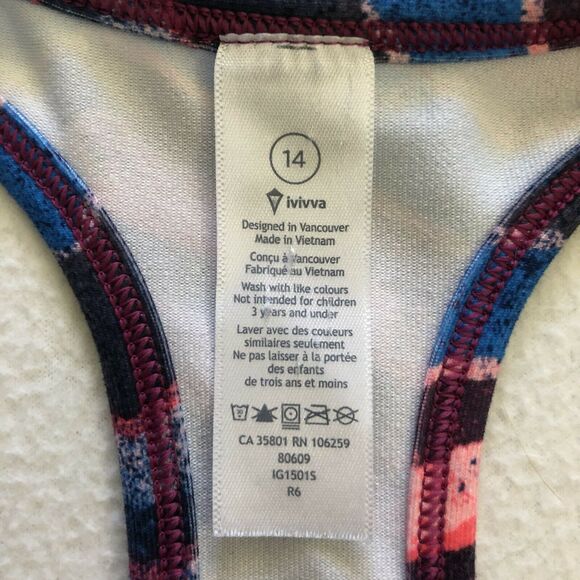 14
ivivva
Designed in Vancouver
Made in Vietnam
Conçu à Vancouver
Fabriqué au Vietnam
Wash with like colours
Not intended for children
3 years and under
Laver avec des couleurs
similaires seulement
Ne pas laisser à la portée
des enfants
de trois ans et moins
CA 35801 RN 106259
80609
IG1501S
R6